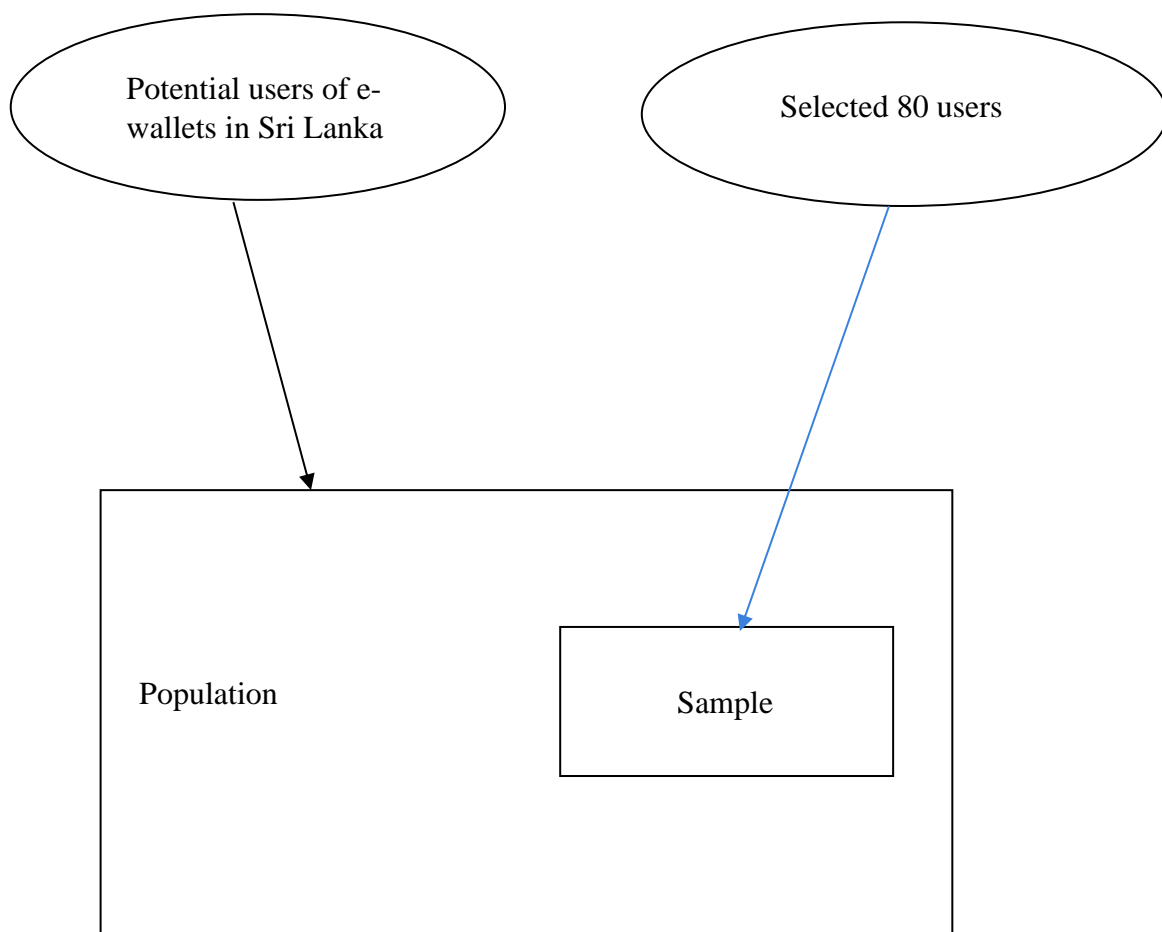 Potential users of e-
wallets in Sri Lanka
Selected 80 users
Population
Sample